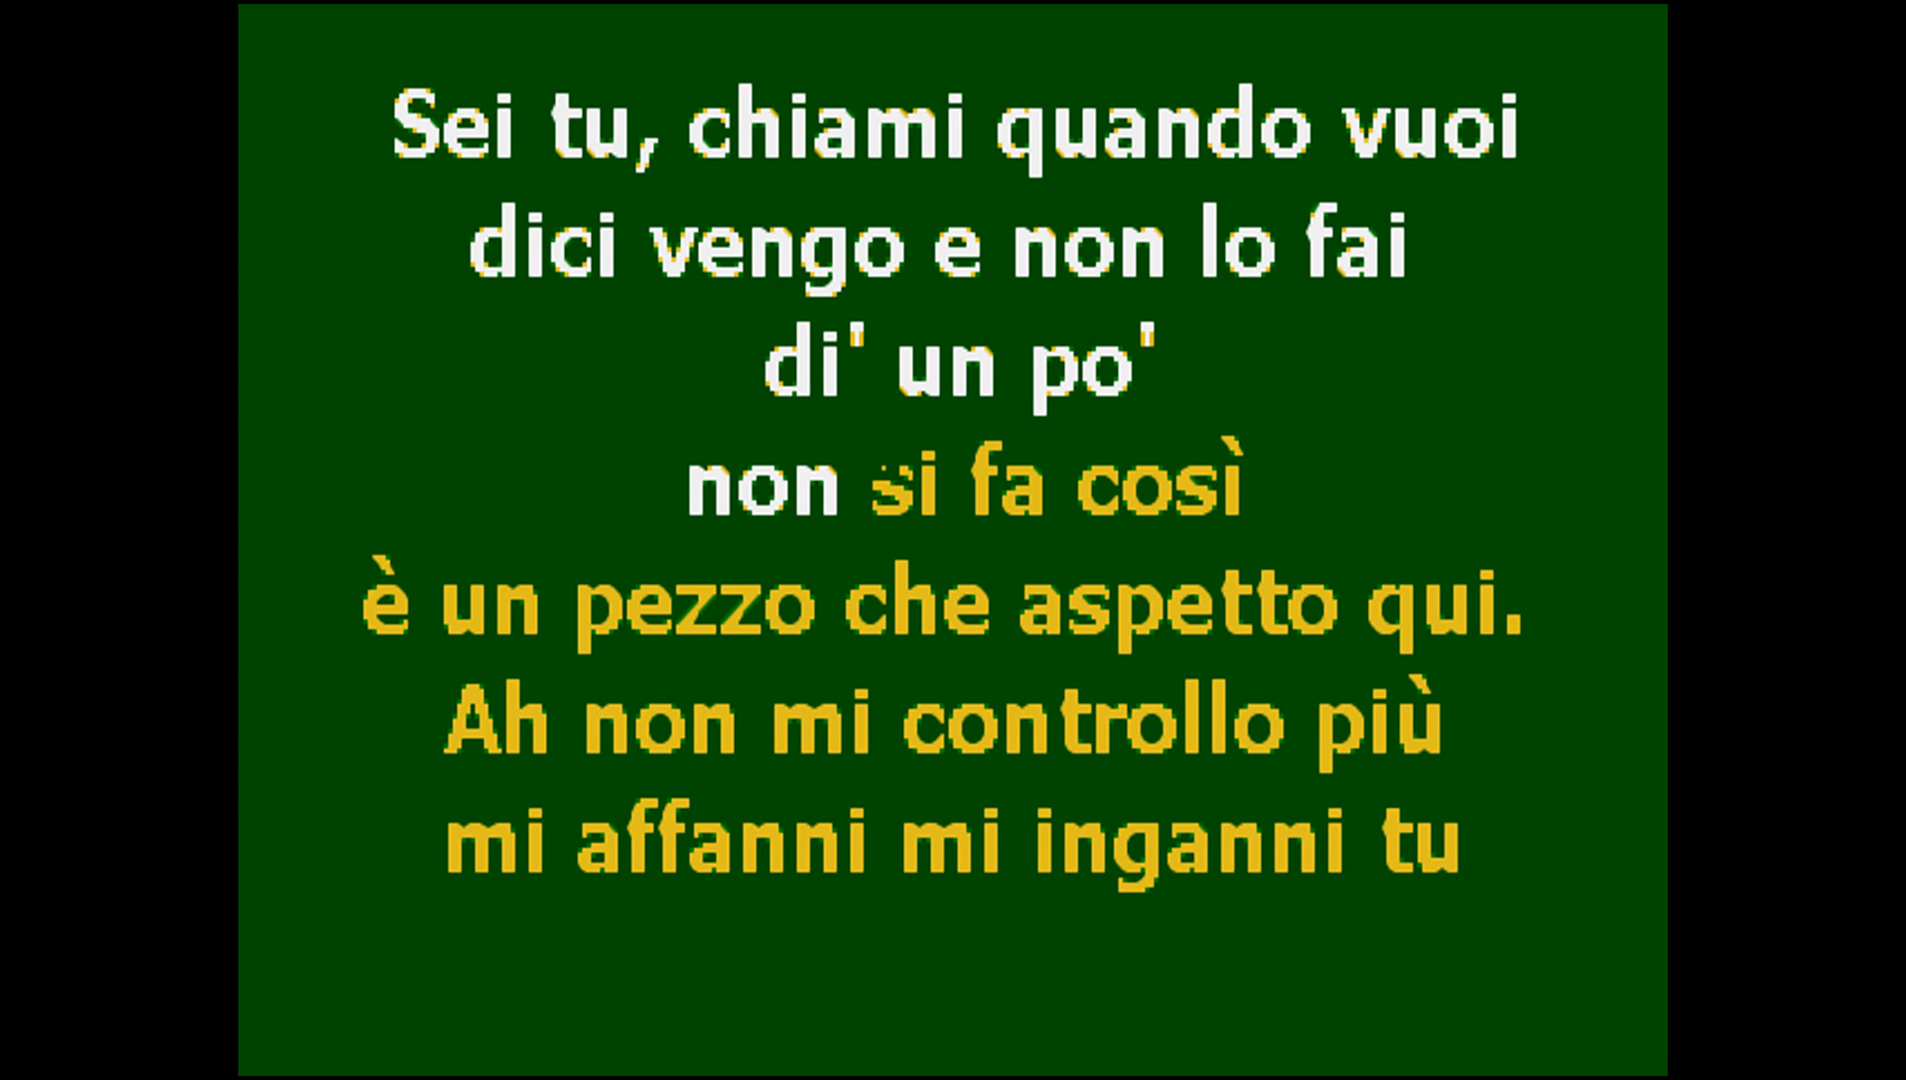 Sei tu, chiami quando vuoi
dici vengo e non lo fai
di' un po'
non si fa così
è un pezzo che aspetto qui.
Ah non mi controllo più
mi affanni mi inganni tu